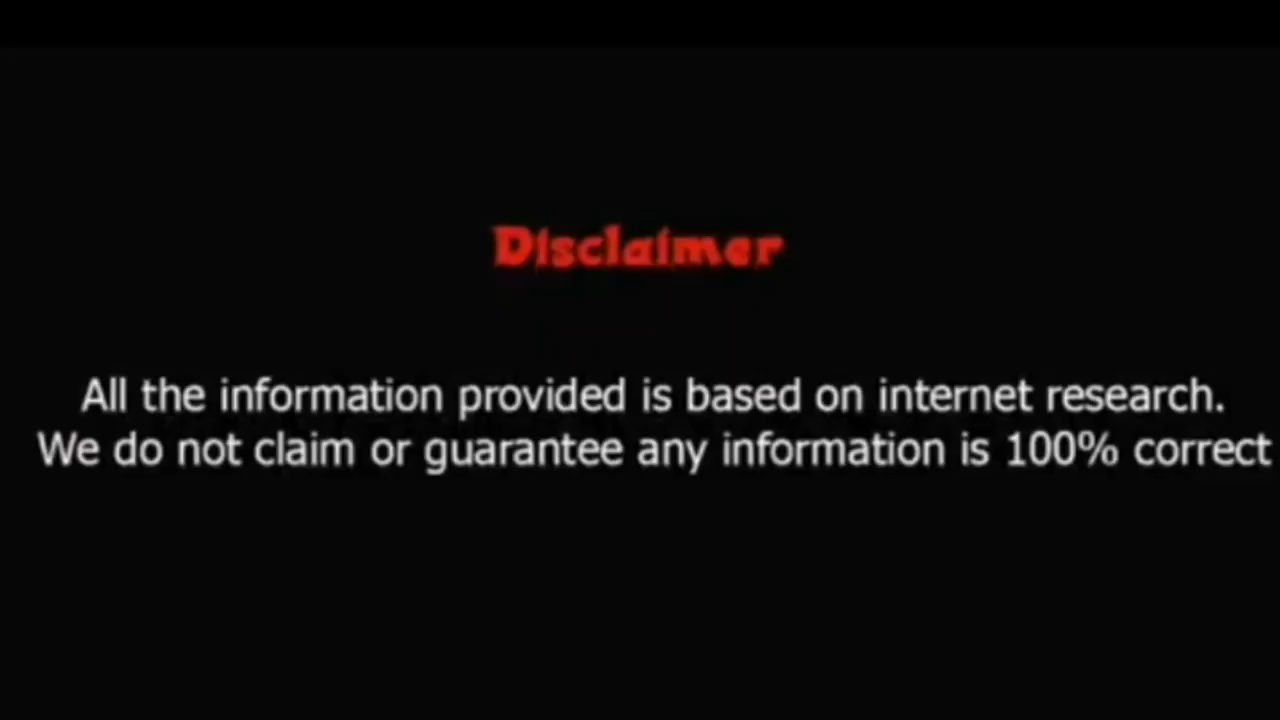 Disclaimer
All the information provided is based on internet research.
We do not claim or guarantee any information is 100% correct